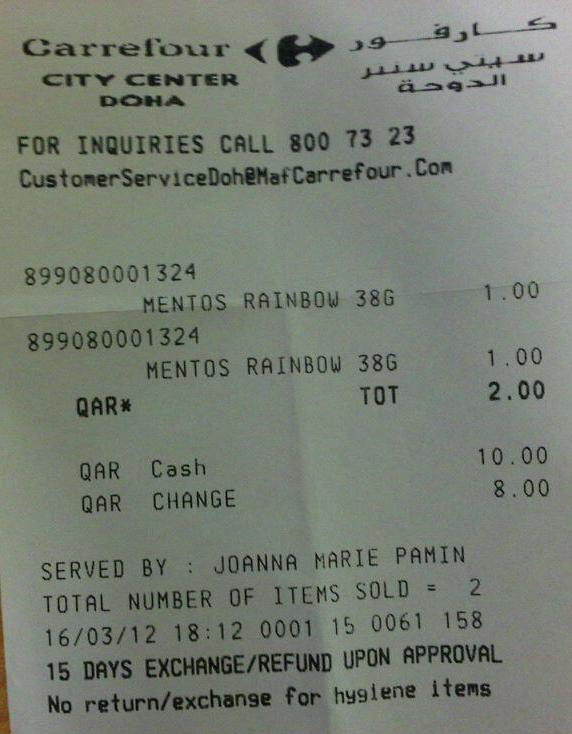 Carrefour كارفور
CITY CENTER سيتي سنتر
DOHA الدوحة
FOR INQUIRIES CALL 800 73 23
CustomerServiceDoh@MafCarrefour.Com
899080001324
MENTOS RAINBOW 38G 1.00
899080001324
MENTOS RAINBOW 38G 1.00
QAR* TOT 2.00
QAR Cash 10.00
QAR CHANGE 8.00
SERVED BY : JOANNA MARIE PAMIN
TOTAL NUMBER OF ITEMS SOLD = 2
16/03/12 18:12 0001 15 0061 158
15 DAYS EXCHANGE/REFUND UPON APPROVAL
No return/exchange for hygiene items